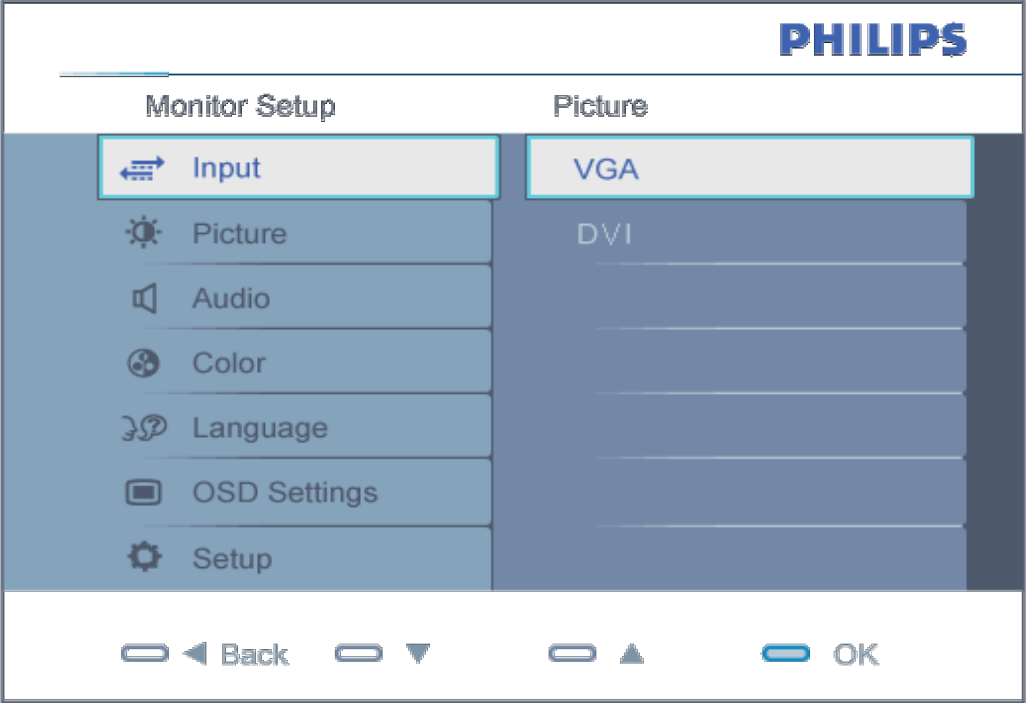 PHILIPS
Monitor Setup Picture
Input VGA
Picture DVI
Audio
Color
Language
OSD Settings
Setup
Back OK